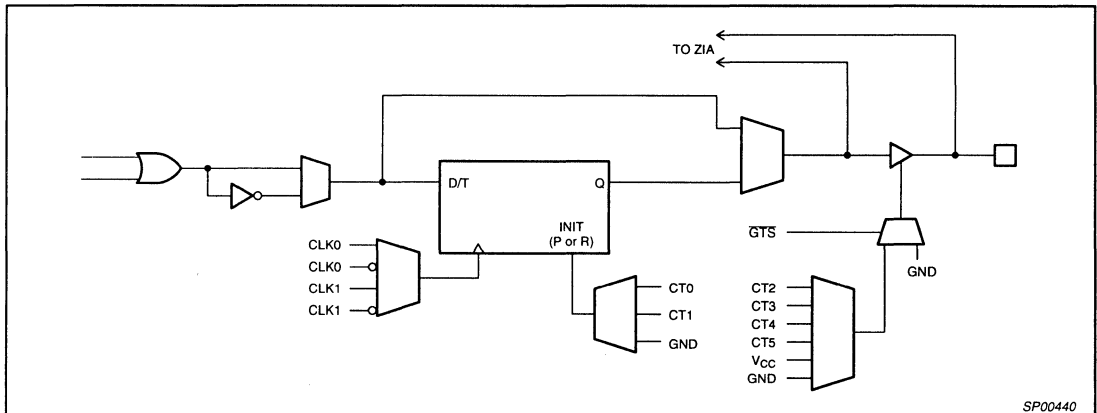 TO ZIA
D/T
Q
INIT
(P or R)
CLK0
CLK0
CLK1
CLK1
CT0
CT1
GND
GTS
GND
CT2
CT3
CT4
CT5
VCC
GND
SP00440